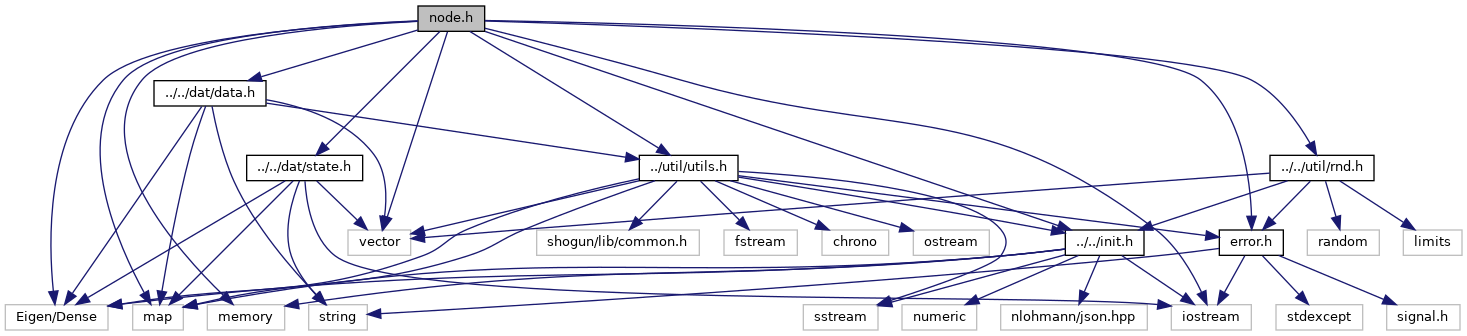 node.h
../../dat/data.h
../../dat/state.h
../util/utils.h
../../util/rnd.h
vector
shogun/lib/common.h
fstream
chrono
ostream
../../init.h
error.h
random
limits
Eigen/Dense
map
memory
string
sstream
numeric
nlohmann/json.hpp
iostream
stdexcept
signal.h